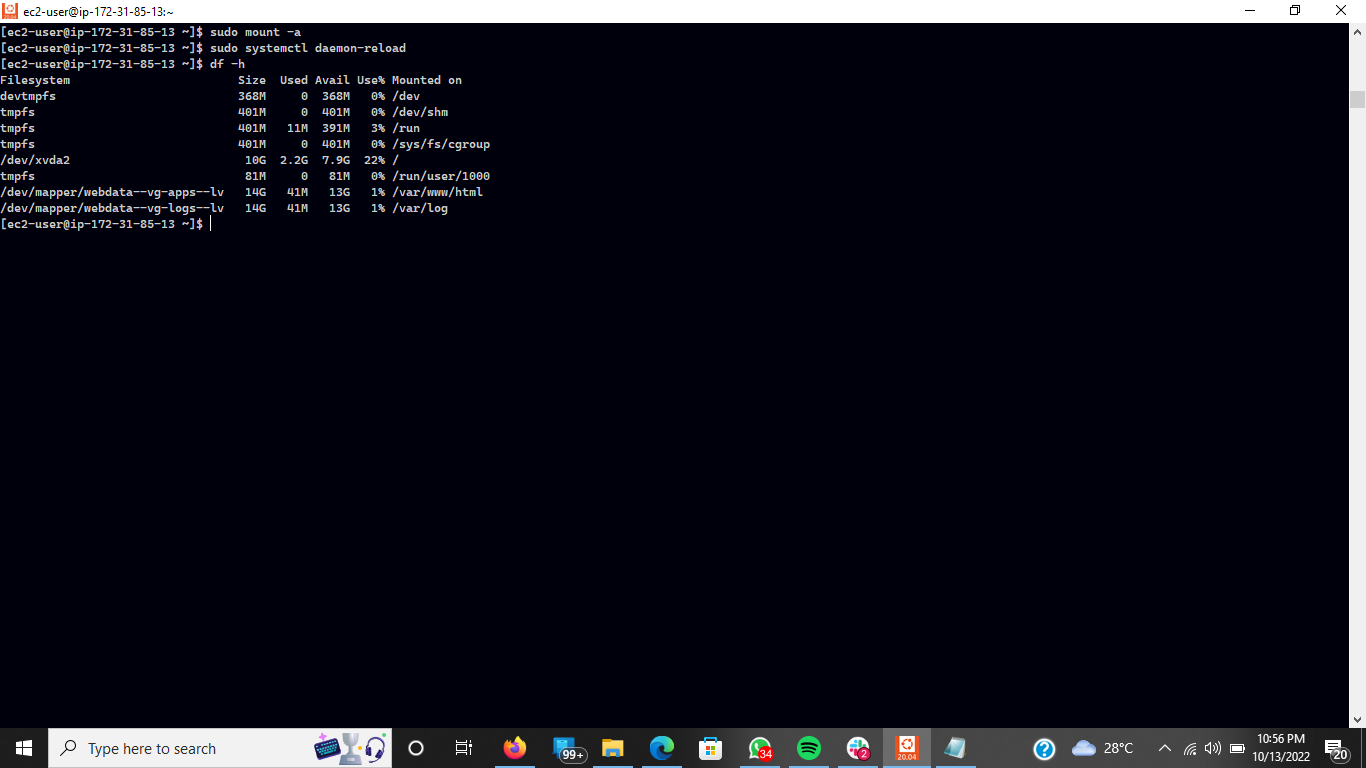 ec2-user@ip-172-31-85-13:~
[ec2-user@ip-172-31-85-13 ~]$ sudo mount -a
[ec2-user@ip-172-31-85-13 ~]$ sudo systemctl daemon-reload
[ec2-user@ip-172-31-85-13 ~]$ df -h
Filesystem                        Size  Used Avail Use% Mounted on
devtmpfs                          368M     0  368M   0% /dev
tmpfs                             401M     0  401M   0% /dev/shm
tmpfs                             401M   11M  391M   3% /run
tmpfs                             401M     0  401M   0% /sys/fs/cgroup
/dev/xvda2                         10G  2.2G  7.9G  22% /
tmpfs                              81M     0   81M   0% /run/user/1000
/dev/mapper/webdata--vg-apps--lv   14G   41M   13G   1% /var/www/html
/dev/mapper/webdata--vg-logs--lv   14G   41M   13G   1% /var/log
[ec2-user@ip-172-31-85-13 ~]$
Type here to search
99+
34
2
20.04
28°C
10:56 PM
10/13/2022
20